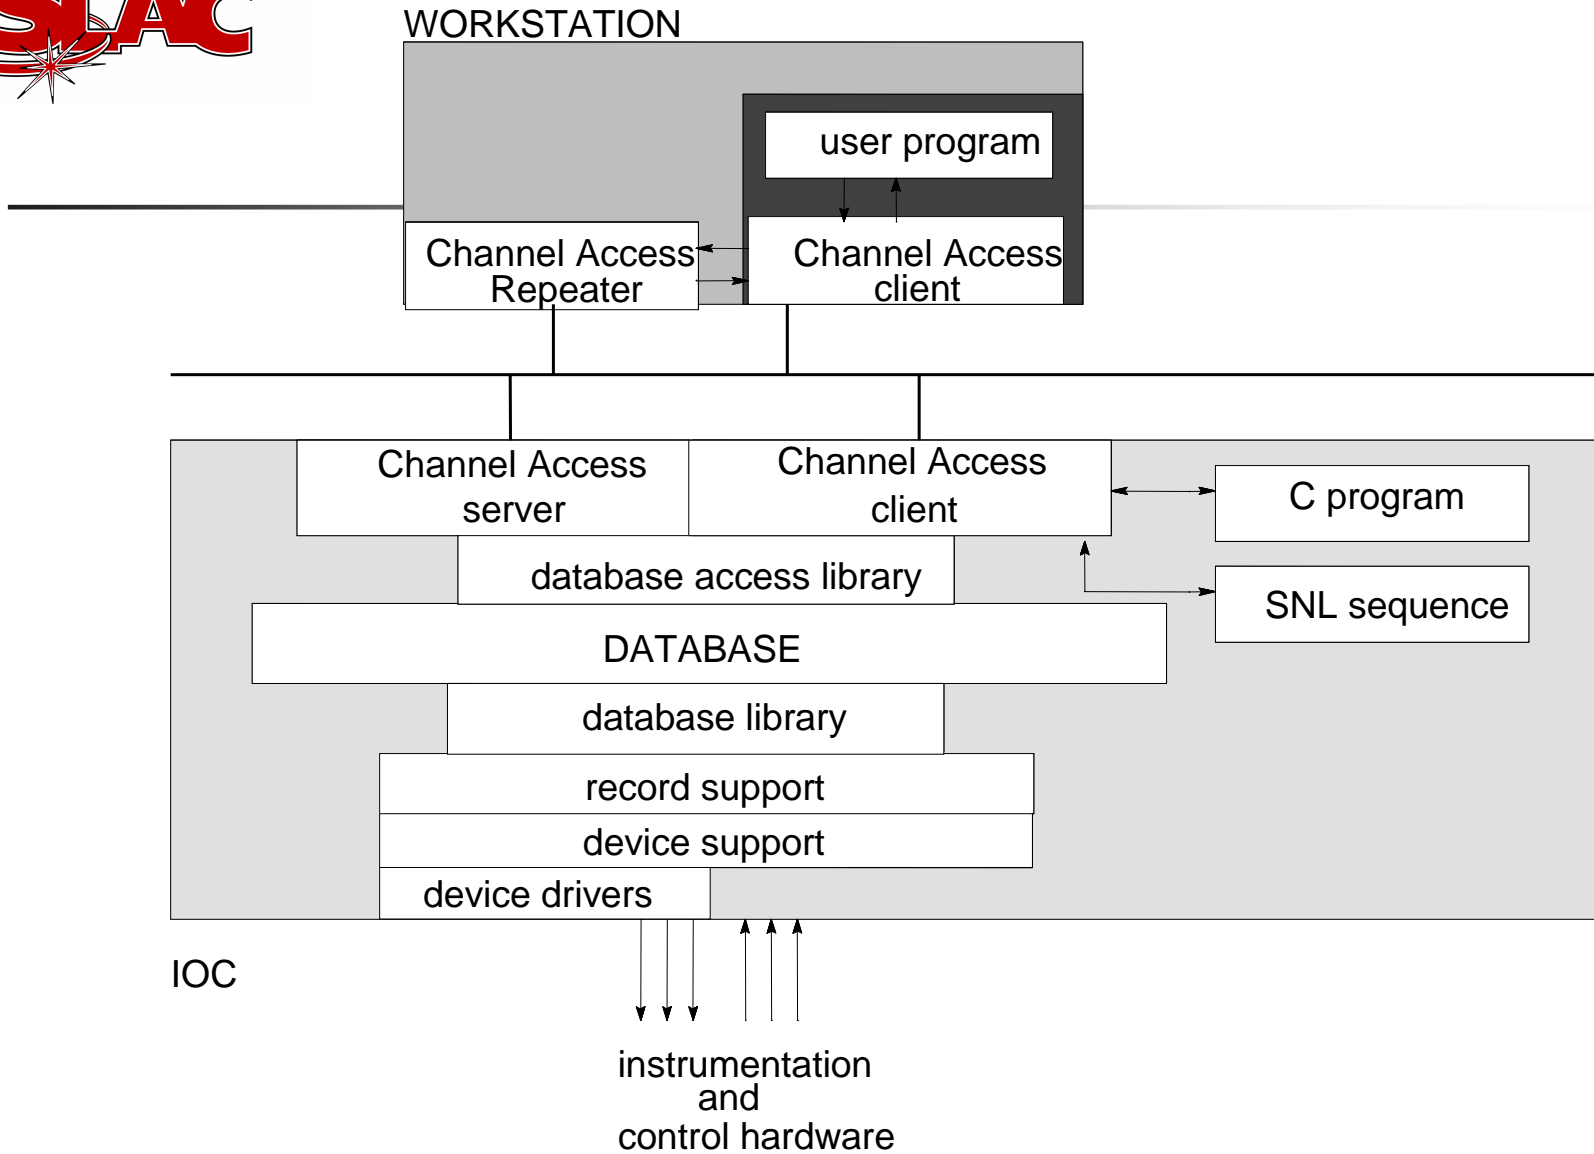 SLAC
WORKSTATION
user program
Channel Access
Repeater
Channel Access
client
Channel Access
server
Channel Access
client
C program
database access library
SNL sequence
DATABASE
database library
record support
device support
device drivers
IOC
instrumentation
and
control hardware